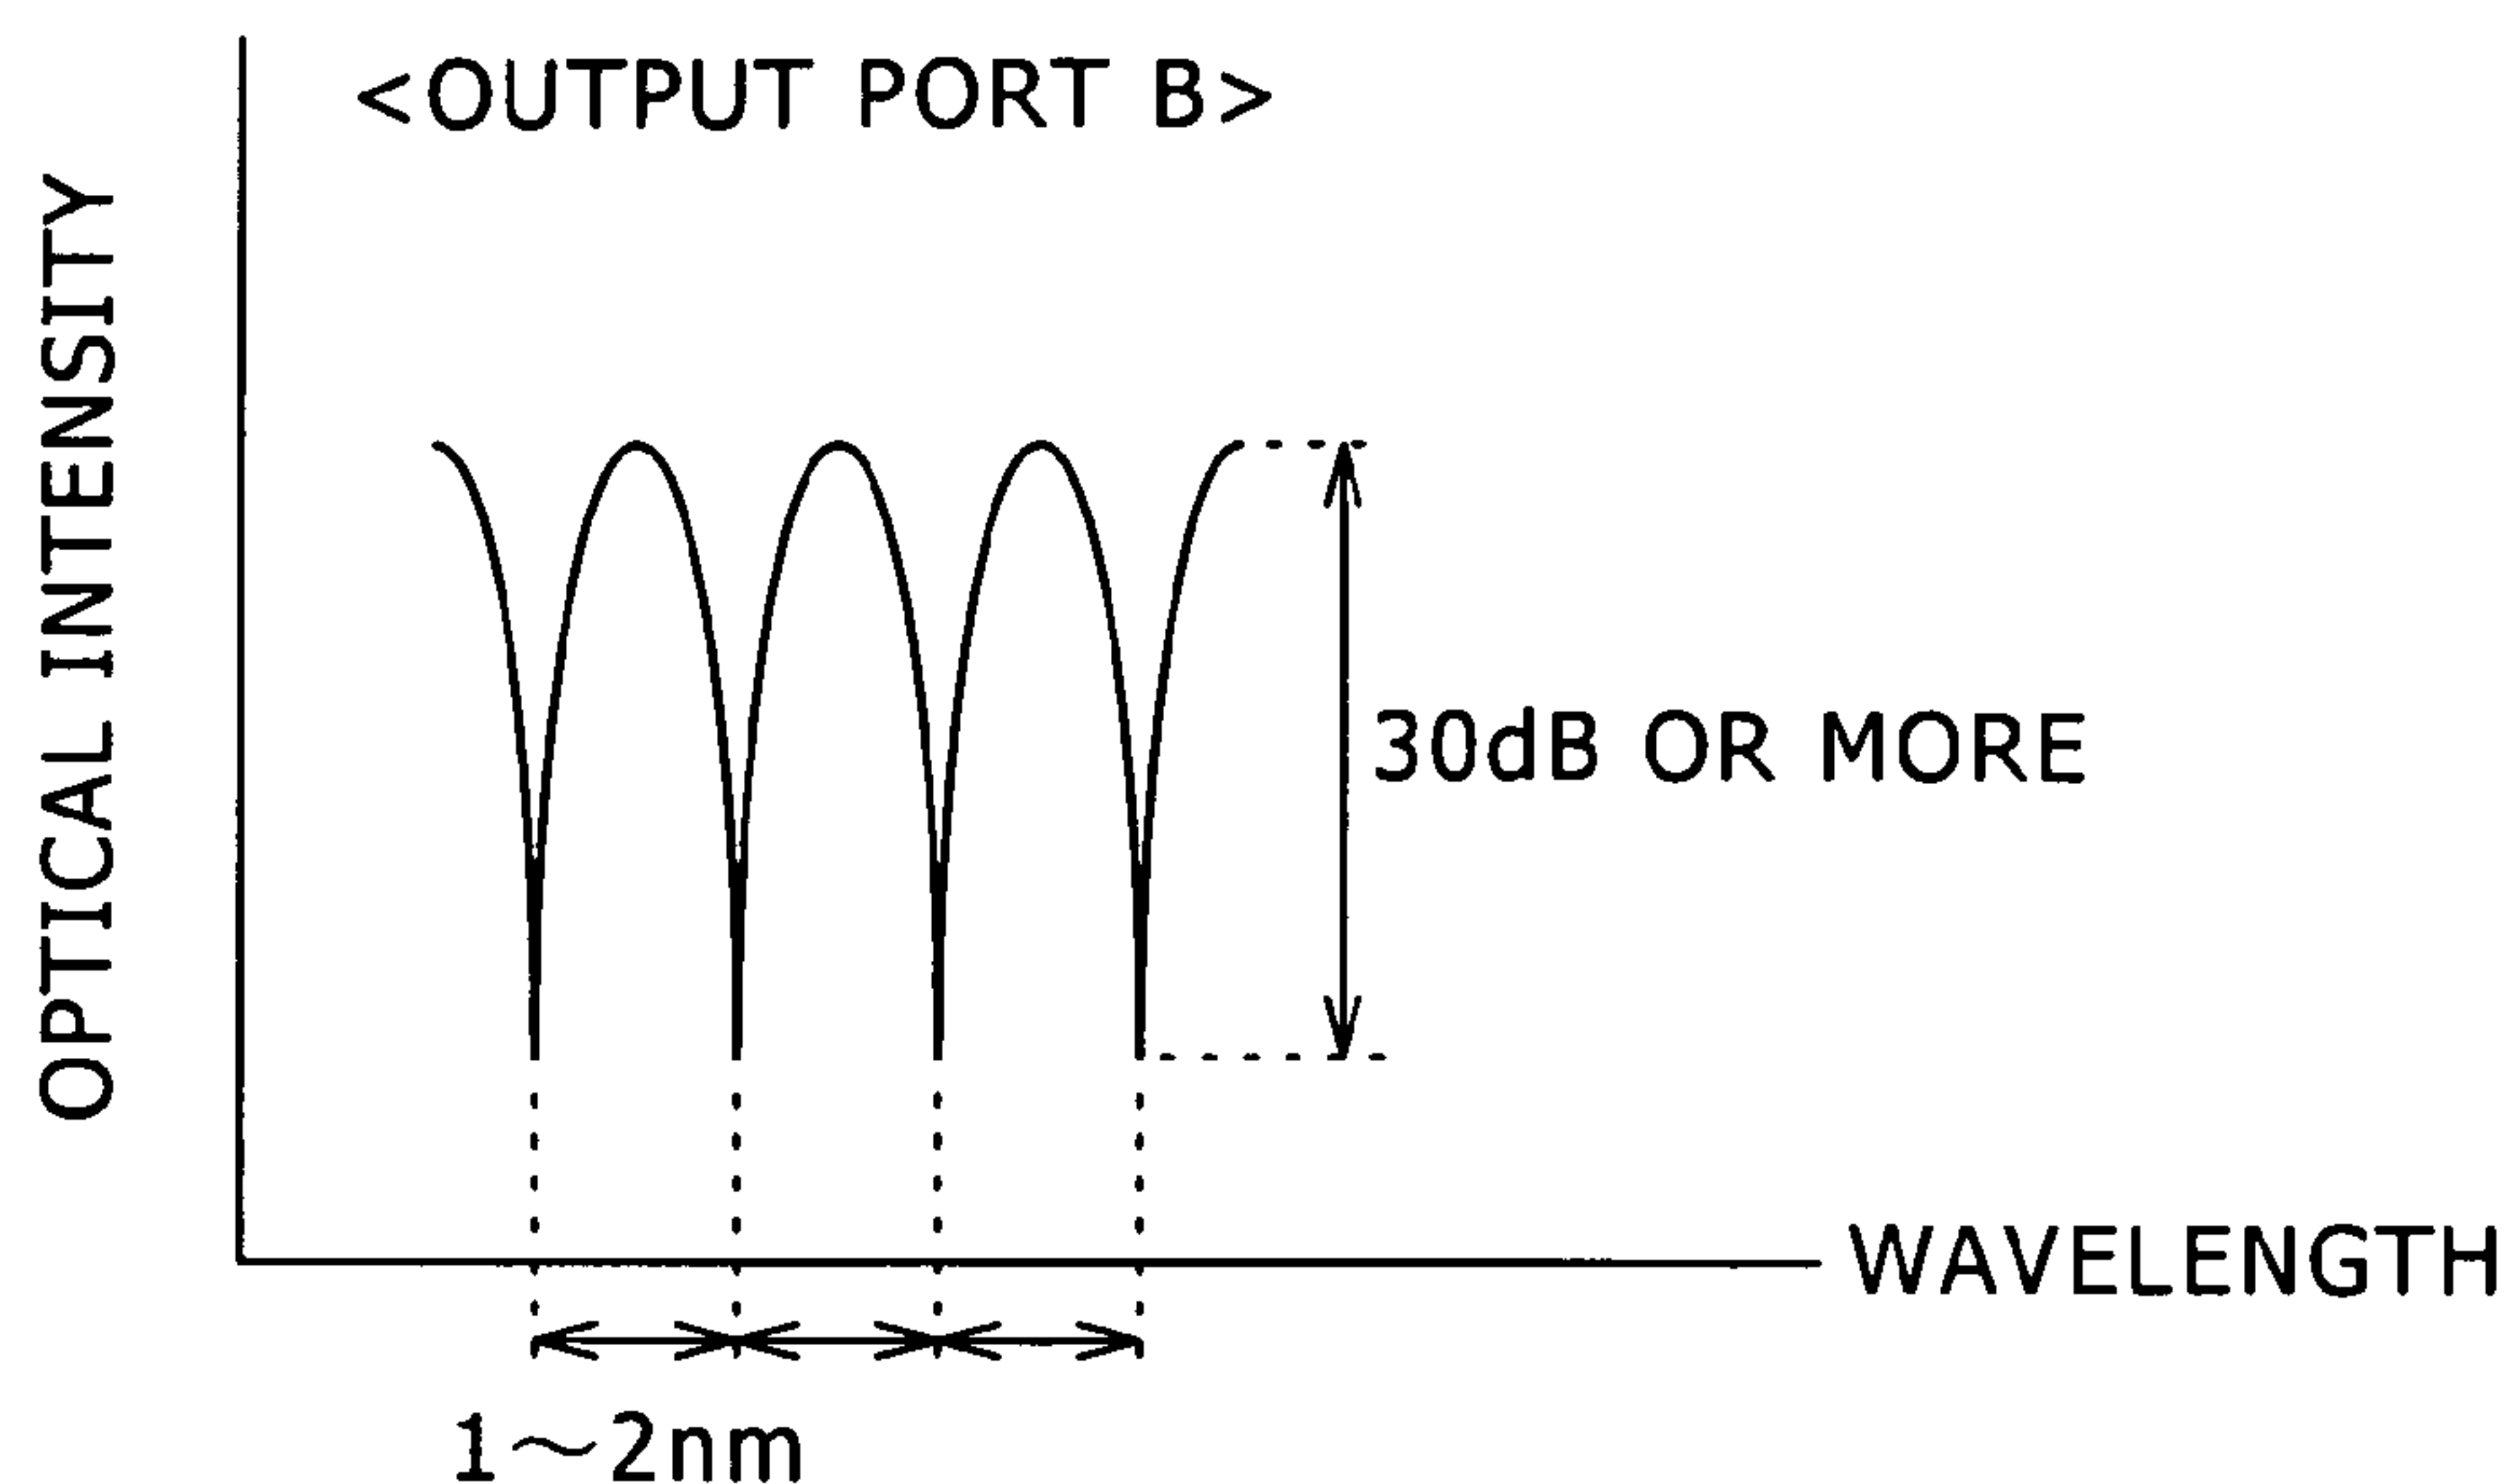 <OUTPUT PORT B>
OPTICAL INTENSITY
30dB OR MORE
WAVELENGTH
1～2nm